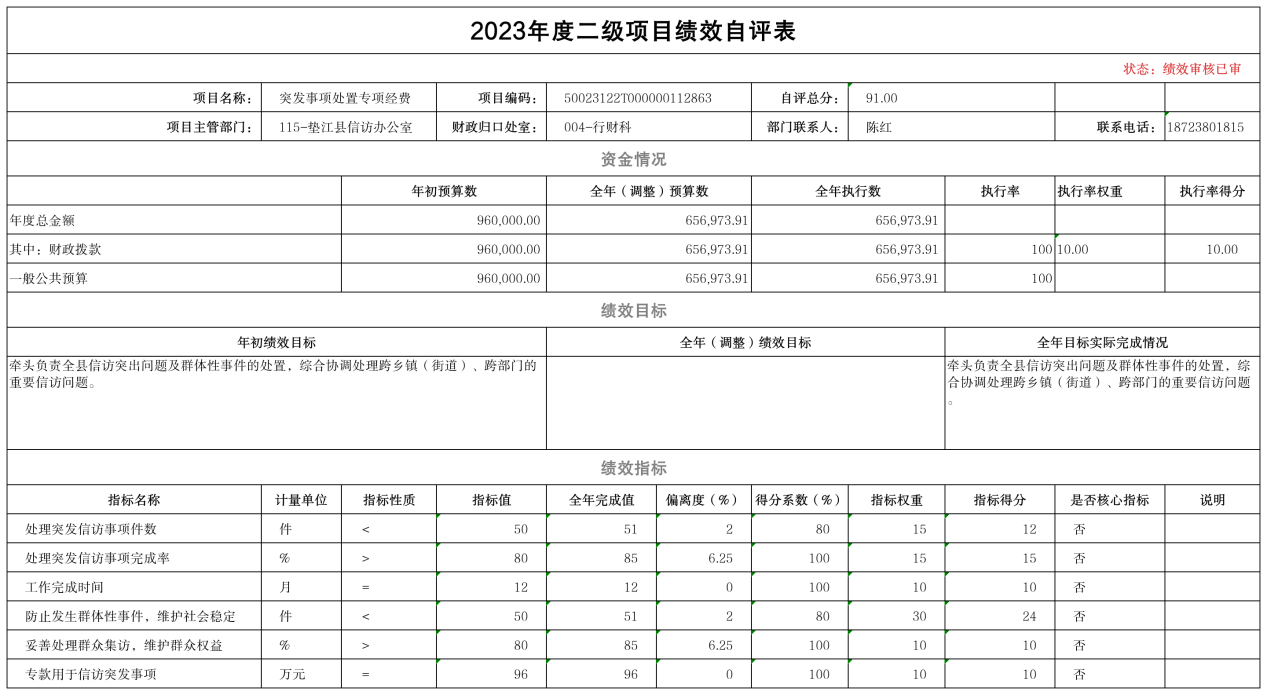 2023年度二级项目绩效自评表
状态：绩效审核已审
项目名称： 突发事项处置专项经费 项目编码： 50023122T000000112863 自评总分： 91.00
项目主管部门： 115-垫江县信访办公室 财政归口处室： 004-行财科 部门联系人： 陈红 联系电话： 18723801815
资金情况
年初预算数 全年（调整）预算数 全年执行数 执行率 执行率权重 执行率得分
年度总金额 960,000.00 656,973.91 656,973.91
其中：财政拨款 960,000.00 656,973.91 656,973.91 100 10.00 10.00
一般公共预算 960,000.00 656,973.91 656,973.91 100
绩效目标
年初绩效目标 全年（调整）绩效目标 全年目标实际完成情况
牵头负责全县信访突出问题及群体性事件的处置，综合协调处理跨乡镇（街道）、跨部门的
重要信访问题。
牵头负责全县信访突出问题及群体性事件的处置，综
合协调处理跨乡镇（街道）、跨部门的重要信访问题
。
绩效指标
指标名称 计量单位 指标性质 指标值 全年完成值 偏离度（%） 得分系数（%） 指标权重 指标得分 是否核心指标 说明
处理突发信访事项件数 件 < 50 51 2 80 15 12 否
处理突发信访事项完成率 % > 80 85 6.25 100 15 15 否
工作完成时间 月 = 12 12 0 100 10 10 否
防止发生群体性事件，维护社会稳定 件 < 50 51 2 80 30 24 否
妥善处理群众集访，维护群众权益 % > 80 85 6.25 100 10 10 否
专款用于信访突发事项 万元 = 96 96 0 100 10 10 否